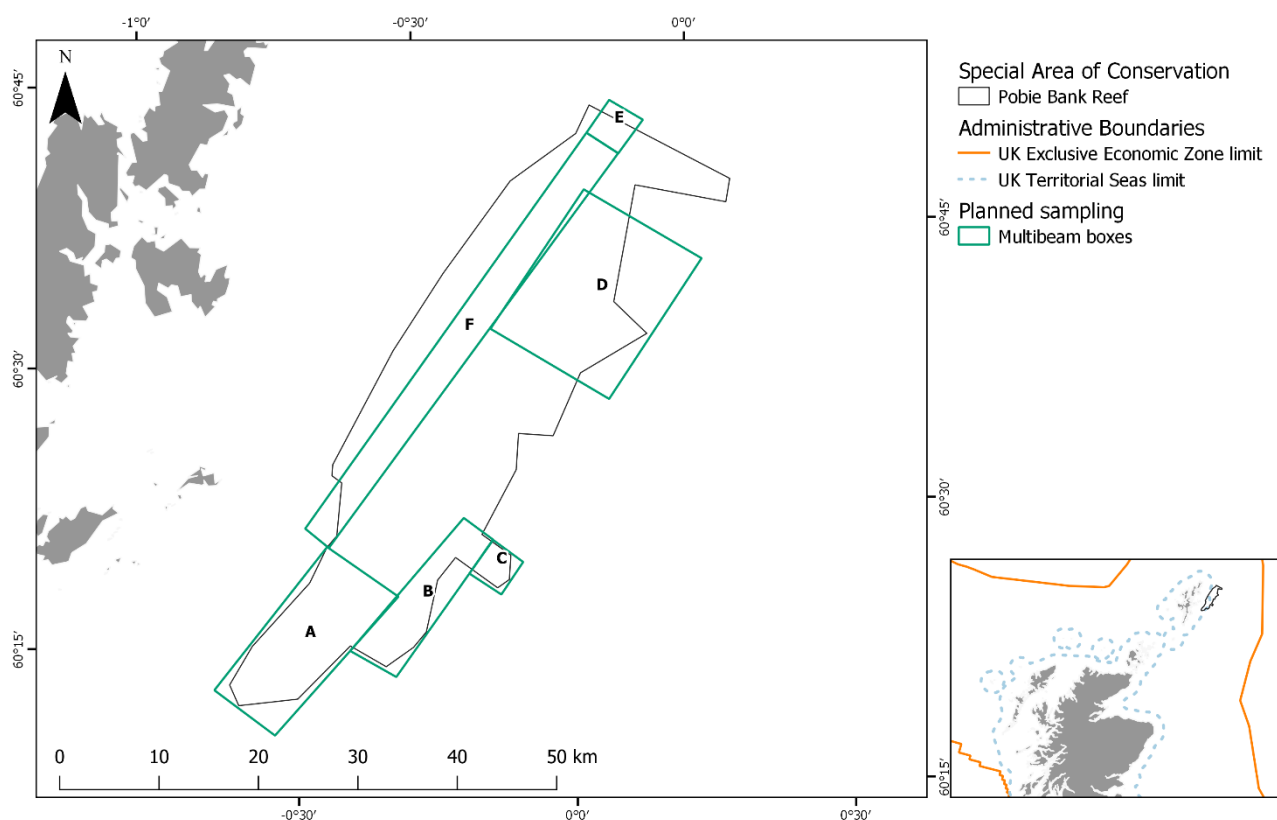 -1°0′
-0°30′
0°0′
N
60°45′
60°45′
60°30′
60°30′
60°15′
60°15′
E
D
F
C
B
A
0
10
20
30
40
50 km
-0°30′
0°0′
0°30′
Special Area of Conservation
Pobie Bank Reef
Administrative Boundaries
UK Exclusive Economic Zone limit
UK Territorial Seas limit
Planned sampling
Multibeam boxes